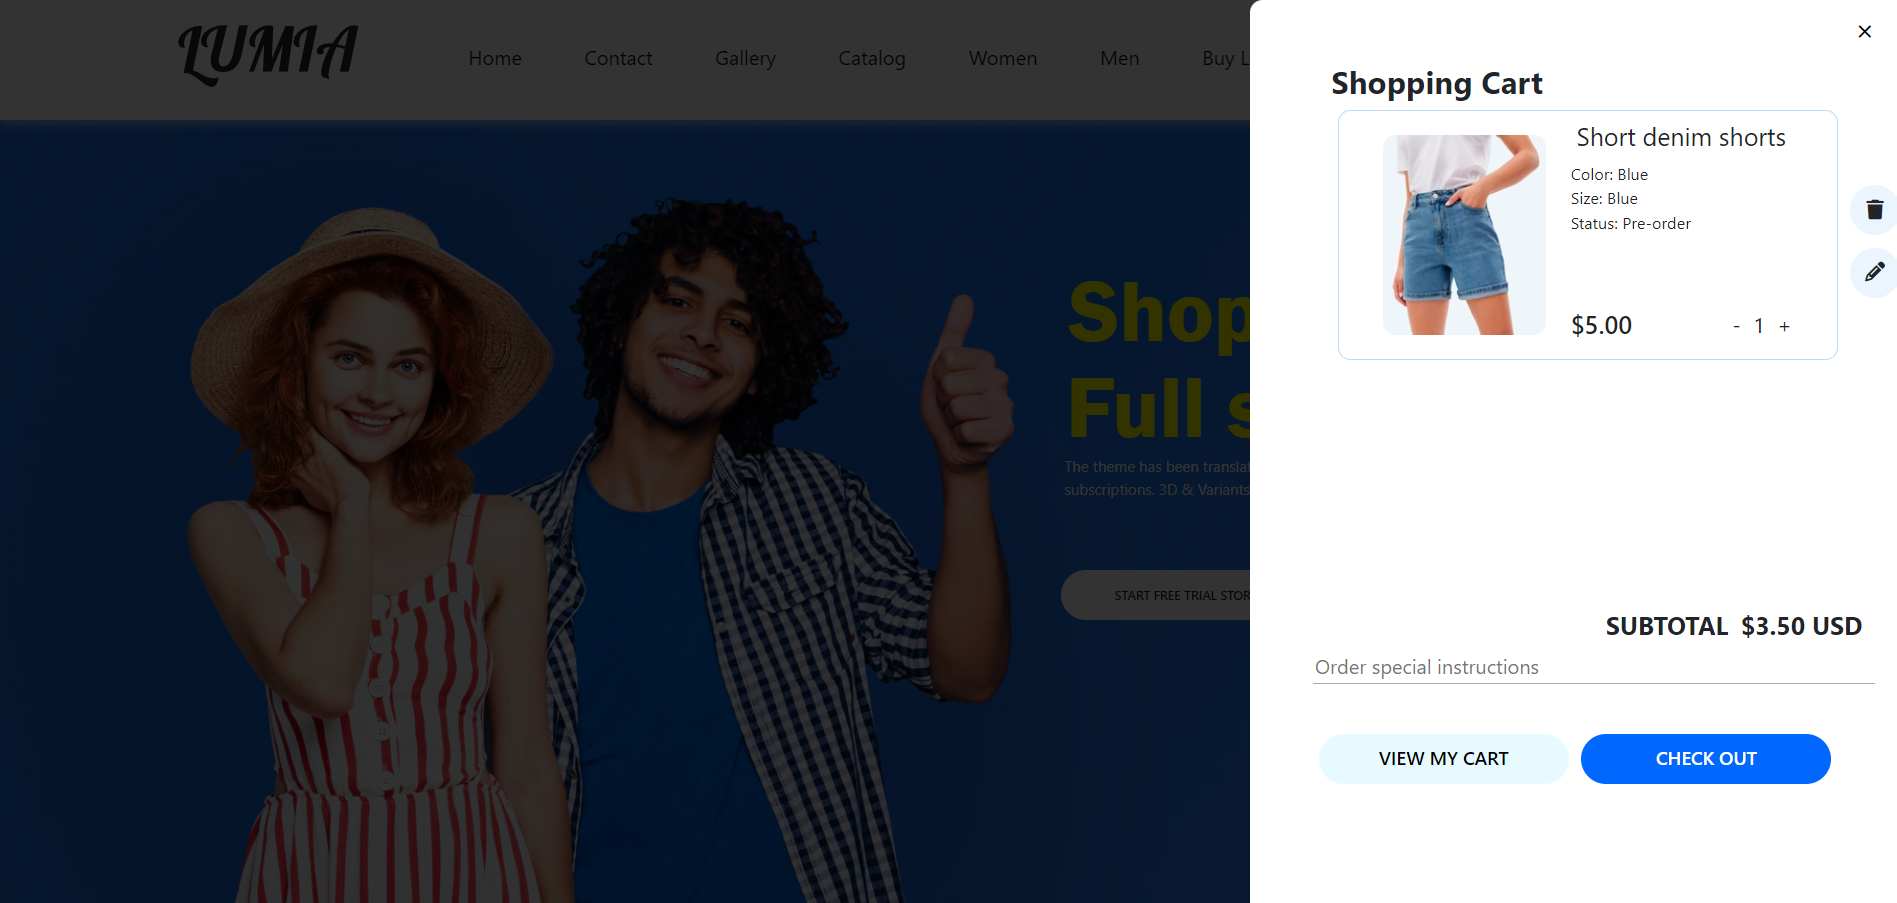 LUMIA
Home
Contact
Gallery
Catalog
Women
Men
Buy L
Shop
Full s
The theme has been translat
subscriptions. 3D & Variants
START FREE TRIAL STOR
×
Shopping Cart
Short denim shorts
Color: Blue
Size: Blue
Status: Pre-order
$5.00
- 1 +
SUBTOTAL $3.50 USD
Order special instructions
VIEW MY CART
CHECK OUT